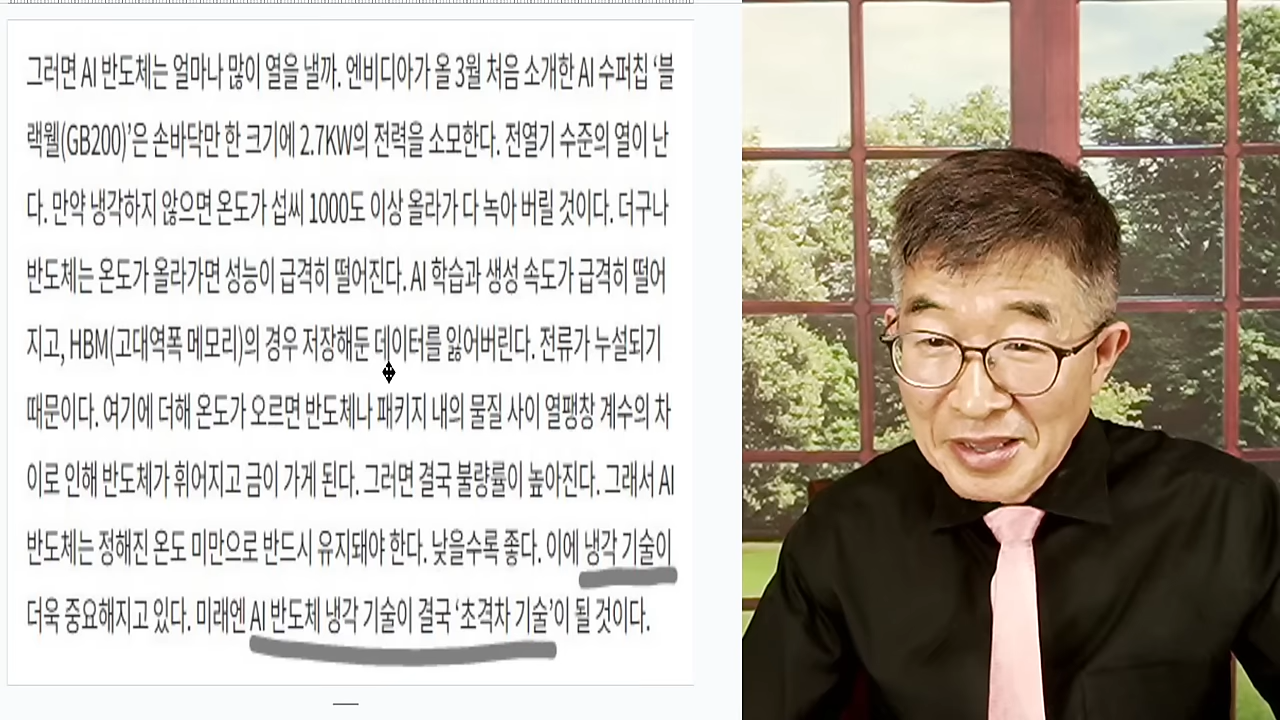 그러면 AI 반도체는 얼마나 많이 열을 낼까. 엔비디아가 올 3월 처음 소개한 AI 수퍼칩 ‘블
랙웰(GB200)’은 손바닥만 한 크기에 2.7KW의 전력을 소모한다. 전열기 수준의 열이 난
다. 만약 냉각하지 않으면 온도가 섭씨 1000도 이상 올라가 다 녹아 버릴 것이다. 더구나
반도체는 온도가 올라가면 성능이 급격히 떨어진다. AI 학습과 생성 속도가 급격히 떨어
지고, HBM(고대역폭 메모리)의 경우 저장해둔 데이터를 잃어버린다. 전류가 누설되기
때문이다. 여기에 더해 온도가 오르면 반도체나 패키지 내의 물질 사이 열팽창 계수의 차
이로 인해 반도체가 휘어지고 금이 가게 된다. 그러면 결국 불량률이 높아진다. 그래서 AI
반도체는 정해진 온도 미만으로 반드시 유지돼야 한다. 낮을수록 좋다. 이에 냉각 기술이
더욱 중요해지고 있다. 미래엔 AI 반도체 냉각 기술이 결국 ‘초격차 기술’이 될 것이다.